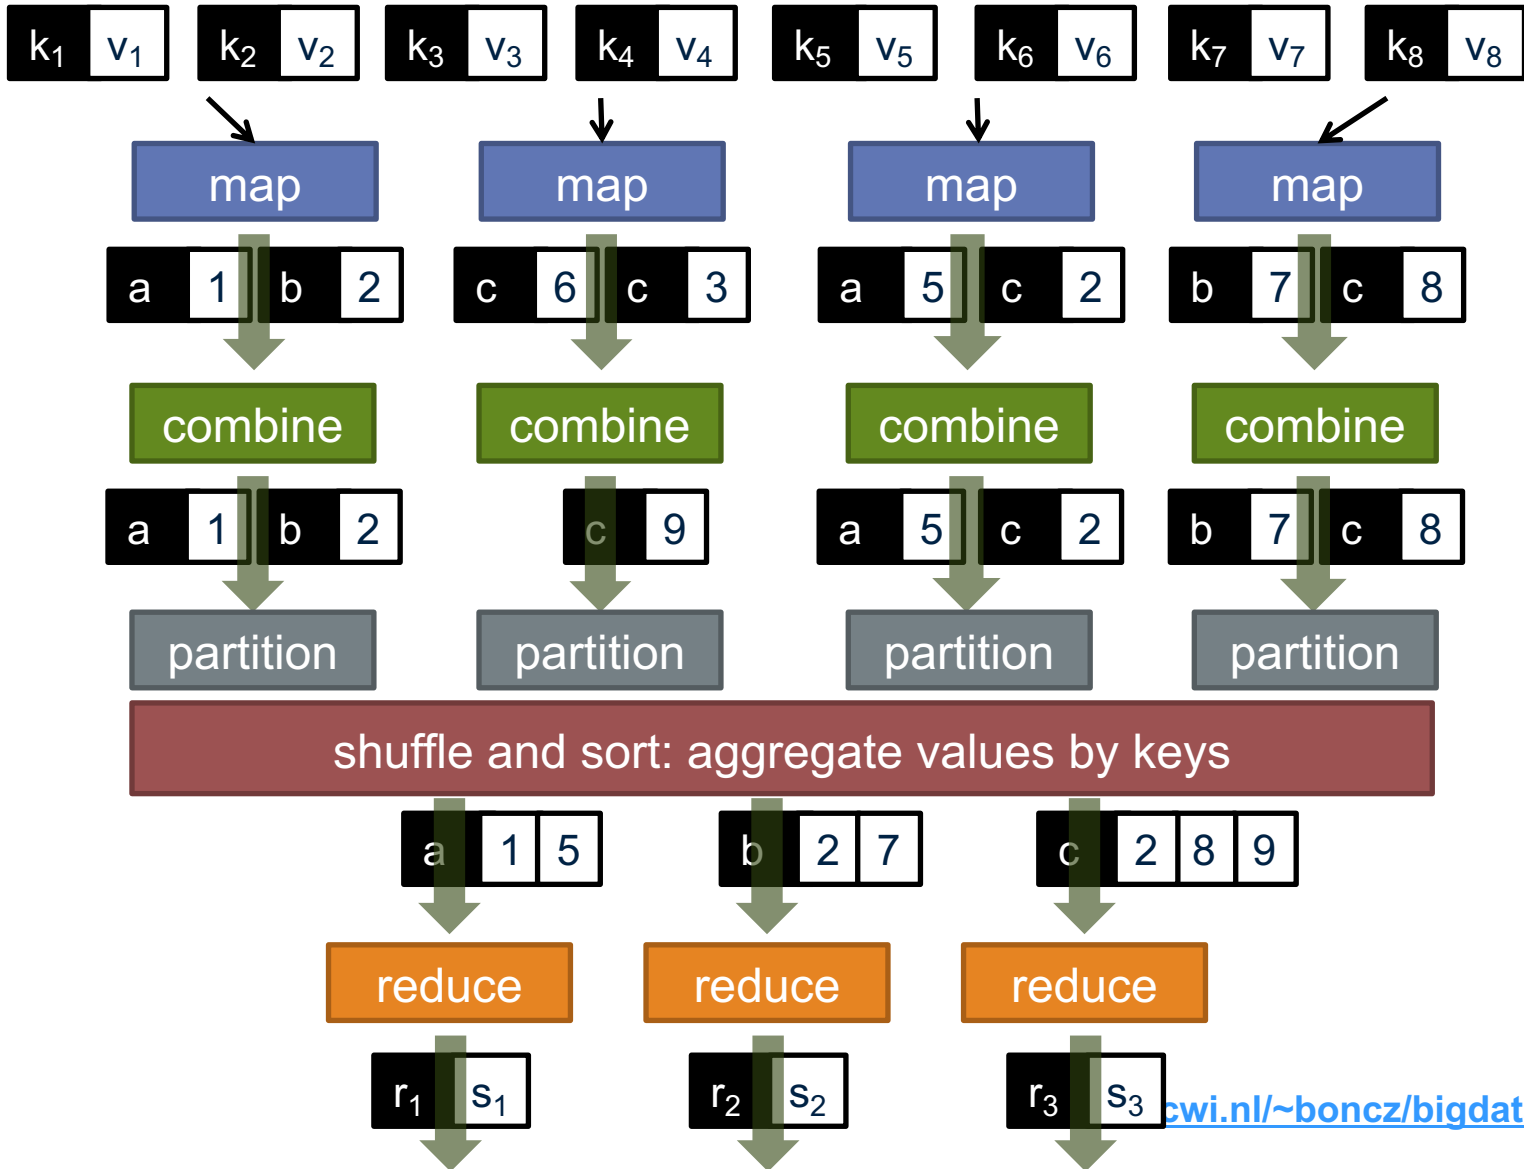 k1 v1 k2 v2 k3 v3 k4 v4 k5 v5 k6 v6 k7 v7 k8 v8
map map map map
a 1 b 2 c 6 c 3 a 5 c 2 b 7 c 8
combine combine combine combine
a 1 b 2 c 9 a 5 c 2 b 7 c 8
partition partition partition partition
shuffle and sort: aggregate values by keys
a 1 5 b 2 7 c 2 8 9
reduce reduce reduce
r1 s1 r2 s2 r3 s3
cwi.nl/~boncz/bigdat